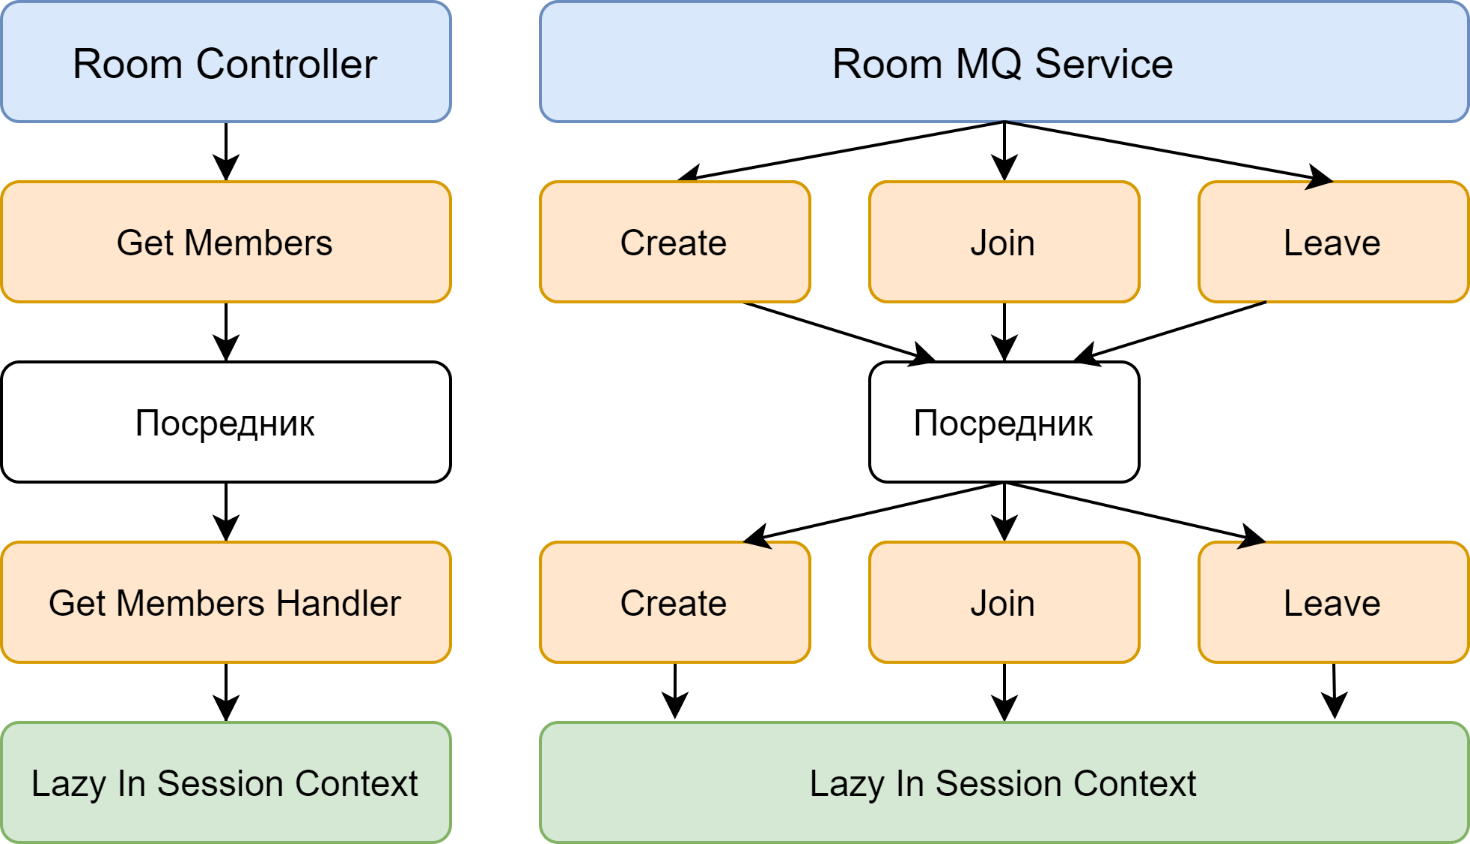 Room Controller
Room MQ Service
Get Members
Create
Join
Leave
Посредник
Посредник
Get Members Handler
Create
Join
Leave
Lazy In Session Context
Lazy In Session Context